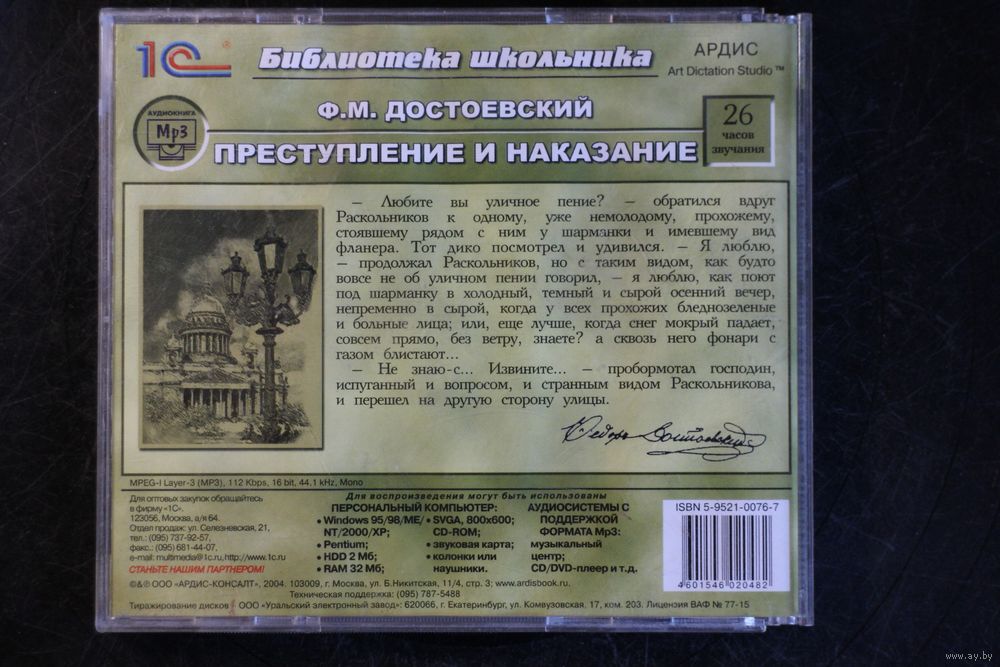 1С® Библиотека школьника АРДИС
Art Dictation Studio™
Ф.М. ДОСТОЕВСКИЙ
АУДИОКНИГА
Mp3
ПРЕСТУПЛЕНИЕ И НАКАЗАНИЕ
26
часов
звучания
– Любите вы уличное пение? – обратился вдруг
Раскольников к одному, уже немолодому, прохожему,
стоявшему рядом с ним у шарманки и имевшему вид
фланера. Тот дико посмотрел и удивился. – Я люблю,
– продолжал Раскольников, но с таким видом, как будто
вовсе не об уличном пении говорил, – я люблю, как поют
под шарманку в холодный, темный и сырой осенний вечер,
непременно в сырой, когда у всех прохожих бледнозеленые
и больные лица; или, еще лучше, когда снег мокрый падает,
совсем прямо, без ветру, знаете? а сквозь него фонари с
газом блистают...
– Не знаю-с... Извините... – пробормотал господин,
испуганный и вопросом, и странным видом Раскольникова,
и перешел на другую сторону улицы.
Федоръ Достоевскій
MPEG-I Layer-3 (MP3), 112 Kbps, 16 bit, 44.1 kHz, Mono
Для оптовых закупок обращайтесь
в фирму «1С».
123056, Москва, а/я 64.
Отдел продаж: ул. Селезневская, 21,
тел.: (095) 737-92-57,
факс.: (095) 681-44-07,
e-mail: multimedia@1c.ru, http://www.1c.ru
СТАНЬТЕ НАШИМ ПАРТНЕРОМ!
Для воспроизведения могут быть использованы
ПЕРСОНАЛЬНЫЙ КОМПЬЮТЕР:
• Windows 95/98/ME/
NT/2000/XP;
• Pentium;
• HDD 2 Мб;
• RAM 32 Мб;
• SVGA, 800x600;
CD-ROM;
• звуковая карта;
• колонки или
наушники.
АУДИОСИСТЕМЫ С
ПОДДЕРЖКОЙ
ФОРМАТА Mp3:
музыкальный
центр;
CD/DVD-плеер и т.д.
ISBN 5-9521-0076-7
4601546020482
©&℗ ООО «АРДИС-КОНСАЛТ», 2004. 103009, г. Москва, ул. Б.Никитская, 11/4, стр. 3; www.ardisbook.ru.
Техническая поддержка: (095) 787-5488
Тиражирование дисков ООО «Уральский электронный завод»: 620066, г. Екатеринбург, ул. Комвузовская, 17, ком. 203. Лицензия ВАФ № 77-15
www.ay.by